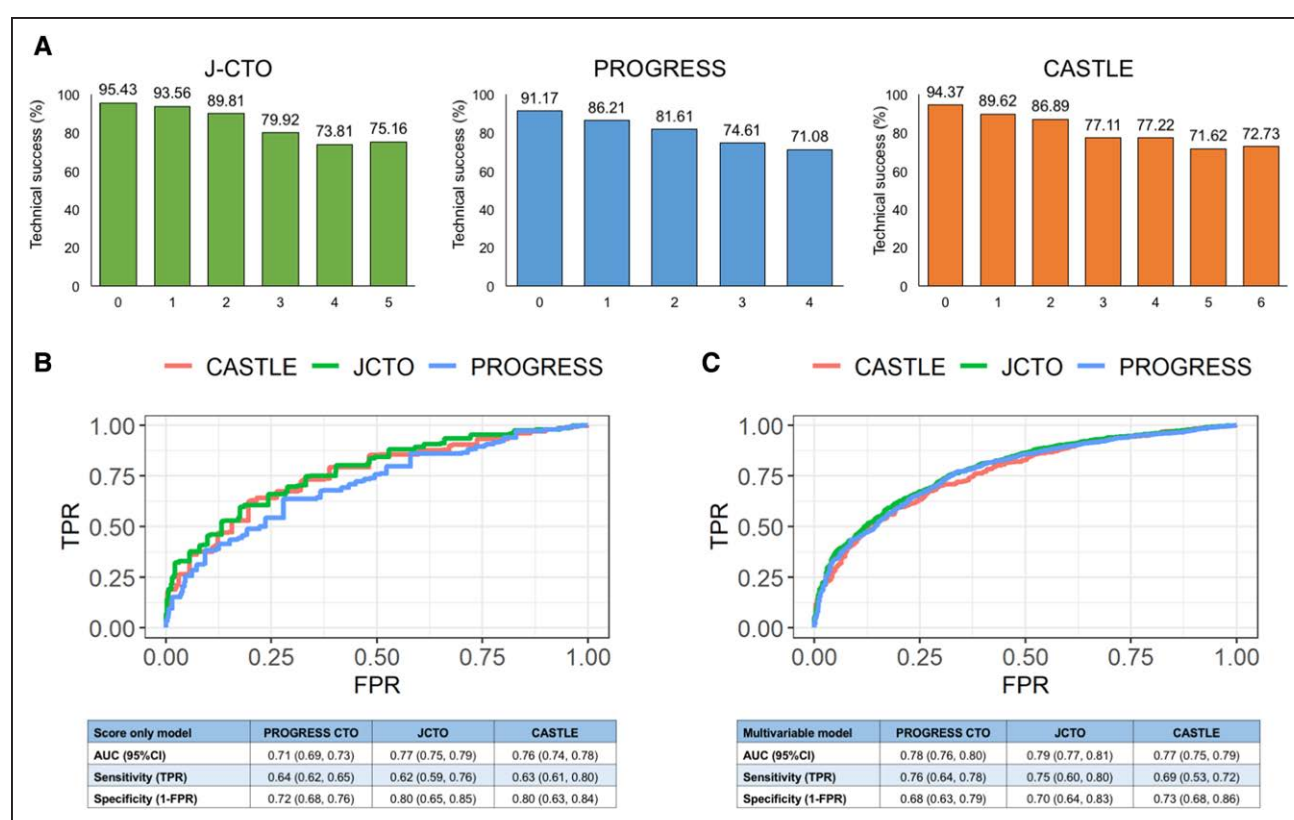 A
J-CTO
Technical success (%)
100
80
60
40
20
0
95.43 93.56 89.81 79.92 73.81 75.16
0 1 2 3 4 5
PROGRESS
Technical success (%)
100
80
60
40
20
0
91.17 86.21 81.61 74.61 71.08
0 1 2 3 4
CASTLE
Technical success (%)
100
80
60
40
20
0
94.37 89.62 86.89 77.11 77.22 71.62 72.73
0 1 2 3 4 5 6
B
CASTLE JCTO PROGRESS
TPR
1.00
0.75
0.50
0.25
0.00
0.00 0.25 0.50 0.75 1.00
FPR
Score only model PROGRESS CTO JCTO CASTLE
AUC (95%CI) 0.71 (0.69, 0.73) 0.77 (0.75, 0.79) 0.76 (0.74, 0.78)
Sensitivity (TPR) 0.64 (0.62, 0.65) 0.62 (0.59, 0.76) 0.63 (0.61, 0.80)
Specificity (1-FPR) 0.72 (0.68, 0.76) 0.80 (0.65, 0.85) 0.80 (0.63, 0.84)
C
CASTLE JCTO PROGRESS
TPR
1.00
0.75
0.50
0.25
0.00
0.00 0.25 0.50 0.75 1.00
FPR
Multivariable model PROGRESS CTO JCTO CASTLE
AUC (95%CI) 0.78 (0.76, 0.80) 0.79 (0.77, 0.81) 0.77 (0.75, 0.79)
Sensitivity (TPR) 0.76 (0.64, 0.78) 0.75 (0.60, 0.80) 0.69 (0.53, 0.72)
Specificity (1-FPR) 0.68 (0.63, 0.79) 0.70 (0.64, 0.83) 0.73 (0.68, 0.86)